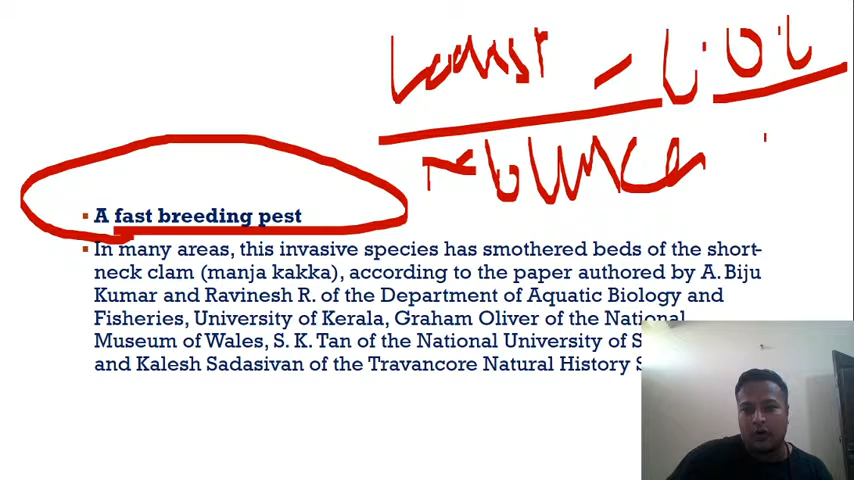 A fast breeding pest
In many areas, this invasive species has smothered beds of the short-
neck clam (manja kakka), according to the paper authored by A. Biju
Kumar and Ravinesh R. of the Department of Aquatic Biology and
Fisheries, University of Kerala, Graham Oliver of the National
Museum of Wales, S. K. Tan of the National University of
and Kalesh Sadasivan of the Travancore Natural History